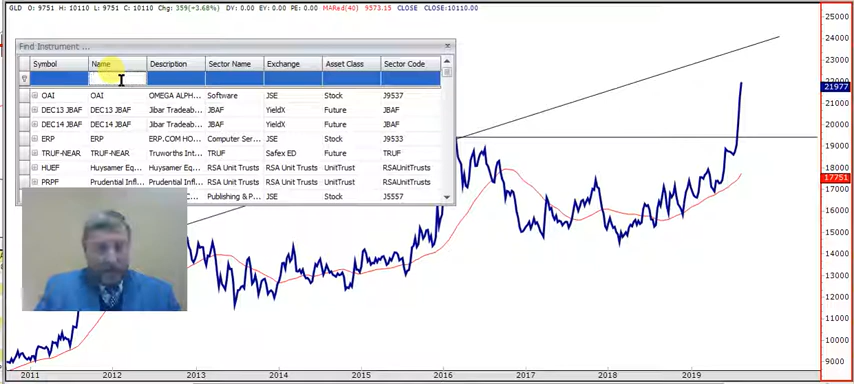 GLD O: 9751 H: 10110 L: 9751 C: 10110 Chg: 359(+3.68%) DY: 0.00 EY: 0.00 PE: 0.00 MARed(40) 9573.15 CLOSE CLOSE:10110.00
Find Instrument ...
Symbol Name Description Sector Name Exchange Asset Class Sector Code
OAI OAI OMEGA ALPH... Software JSE Stock J9537
DEC13 JBAF DEC13 JBAF Jibar Tradeab... JBAF YieldX Future JBAF
DEC14 JBAF DEC14 JBAF Jibar Tradeab... JBAF YieldX Future JBAF
ERP ERP ERP.COM HO... Computer Ser... JSE Stock J9533
TRUF-NEAR TRUF-NEAR Truworths Int... TRUF Safex ED Future TRUF
HUEF Huysamer Eq... Huysamer Eq... RSA Unit Trusts RSA Unit Trusts UnitTrust RSAUnitTrusts
PRPF Prudential Infl... Prudential Infl... RSA Unit Trusts RSA Unit Trusts UnitTrust RSAUnitTrusts
Publishing & P... JSE Stock J5557
25000
24000
23000
21977
20000
19000
18000
17751
17000
16000
15000
14000
13000
12000
11000
10000
9000
2011 2012 2013 2014 2015 2016 2017 2018 2019